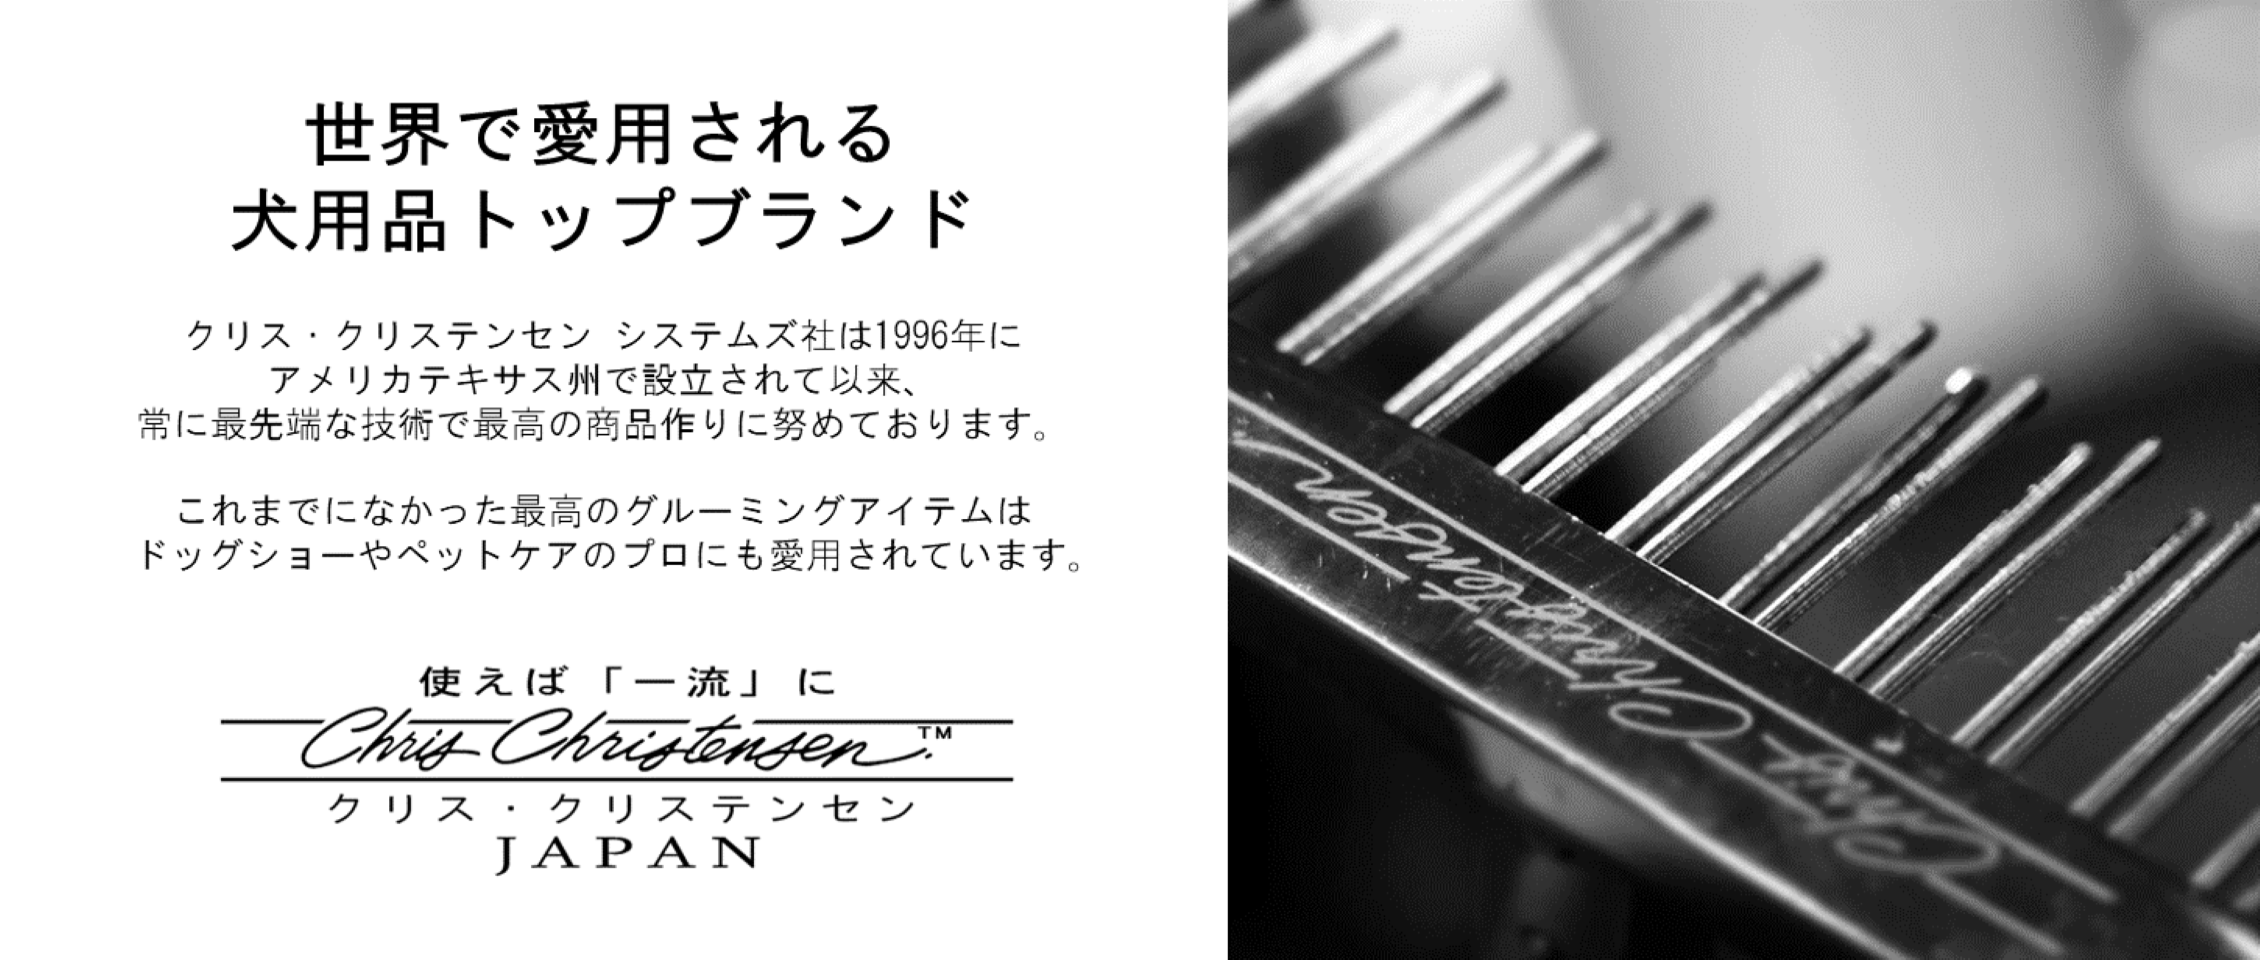 世界で愛用される
犬用品トップブランド
クリス・クリステンセン システムズ社は1996年に
アメリカテキサス州で設立されて以来、
常に最先端な技術で最高の商品作りに努めております。
これまでになかった最高のグルーミングアイテムは
ドッグショーやペットケアのプロにも愛用されています。
使えば「一流」に
Chris Christensen™
クリス・クリステンセン
JAPAN
Chris Christensen